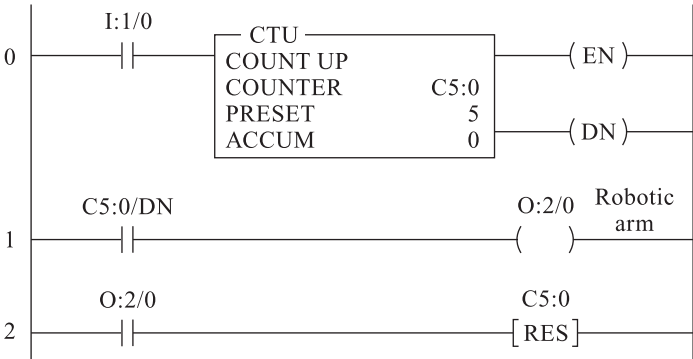 I:1/0
0
CTU
COUNT UP
COUNTER C5:0
PRESET 5
ACCUM 0
EN
DN
C5:0/DN
O:2/0
Robotic
arm
1
O:2/0
C5:0
2
RES